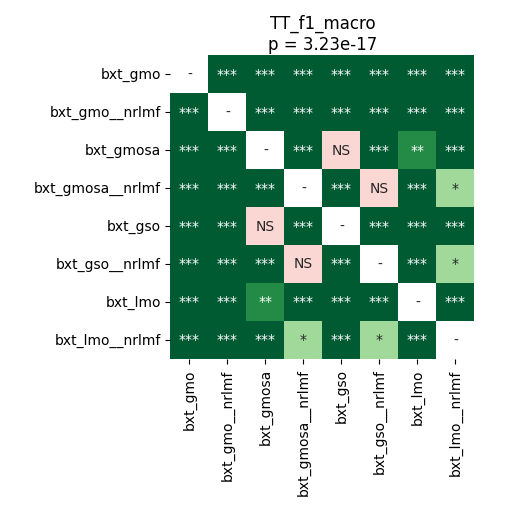 TT_f1_macro
p = 3.23e-17
bxt_gmo - *** *** *** *** *** *** ***
bxt_gmo__nrlmf *** - *** *** *** *** *** ***
bxt_gmosa *** *** - *** NS *** ** ***
bxt_gmosa__nrlmf *** *** *** - *** NS *** *
bxt_gso *** *** NS *** - *** *** ***
bxt_gso__nrlmf *** *** *** NS *** - *** *
bxt_lmo *** *** ** *** *** *** - ***
bxt_lmo__nrlmf *** *** *** * *** * *** -
bxt_gmo
bxt_gmo__nrlmf
bxt_gmosa
bxt_gmosa__nrlmf
bxt_gso
bxt_gso__nrlmf
bxt_lmo
bxt_lmo__nrlmf